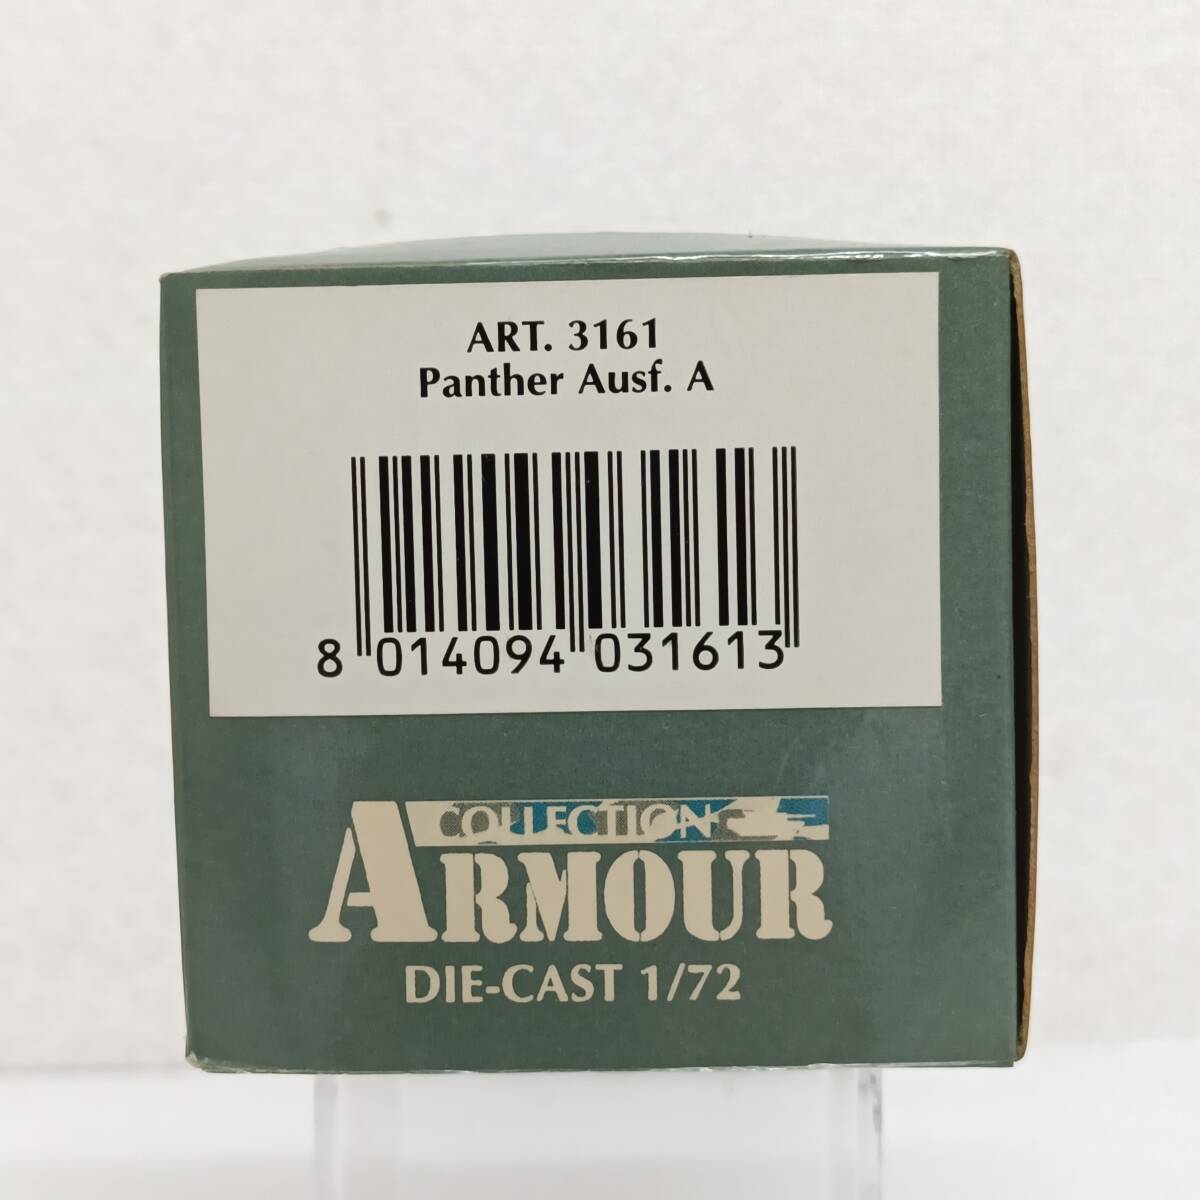 ART. 3161
Panther Ausf. A
8 014094 031613
COLLECTION
ARMOUR
DIE-CAST 1/72